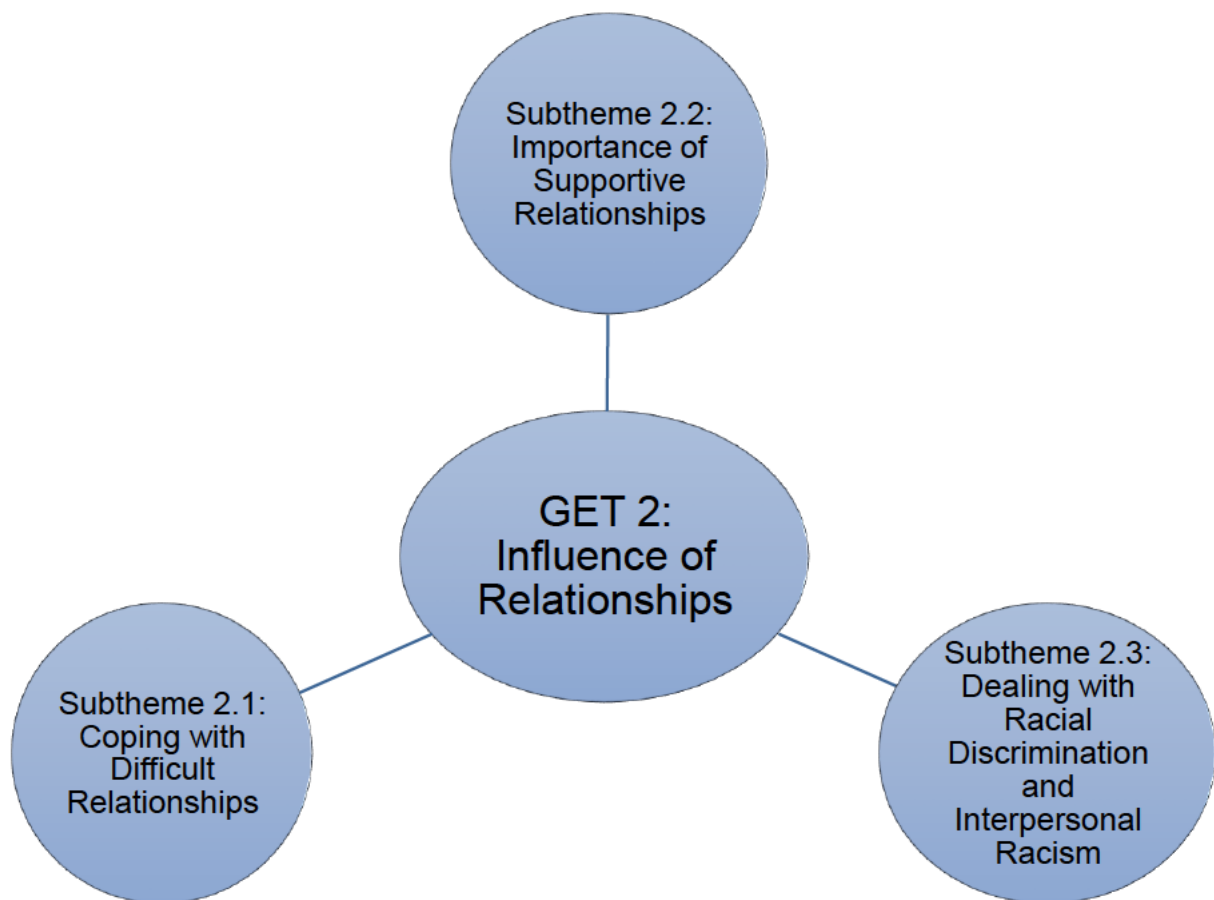 Subtheme 2.2:
Importance of
Supportive
Relationships
GET 2:
Influence of
Relationships
Subtheme 2.1:
Coping with
Difficult
Relationships
Subtheme 2.3:
Dealing with
Racial
Discrimination
and
Interpersonal
Racism